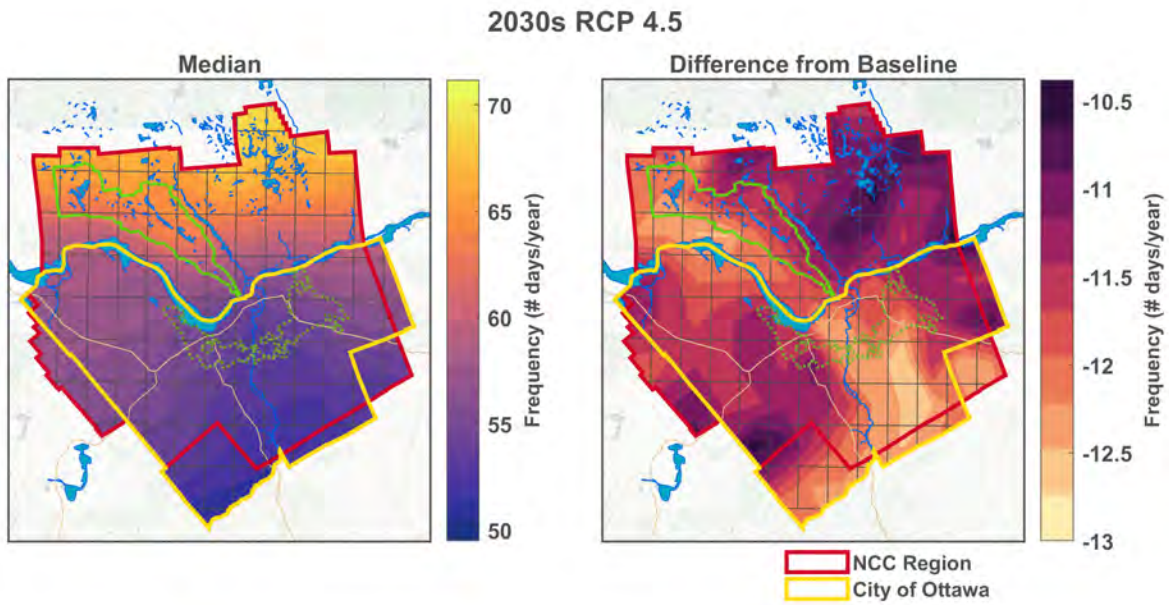 2030s RCP 4.5
Median
Difference from Baseline
70
65
60
55
50
Frequency (# days/year)
-10.5
-11
-11.5
-12
-12.5
-13
Frequency (# days/year)
NCC Region
City of Ottawa